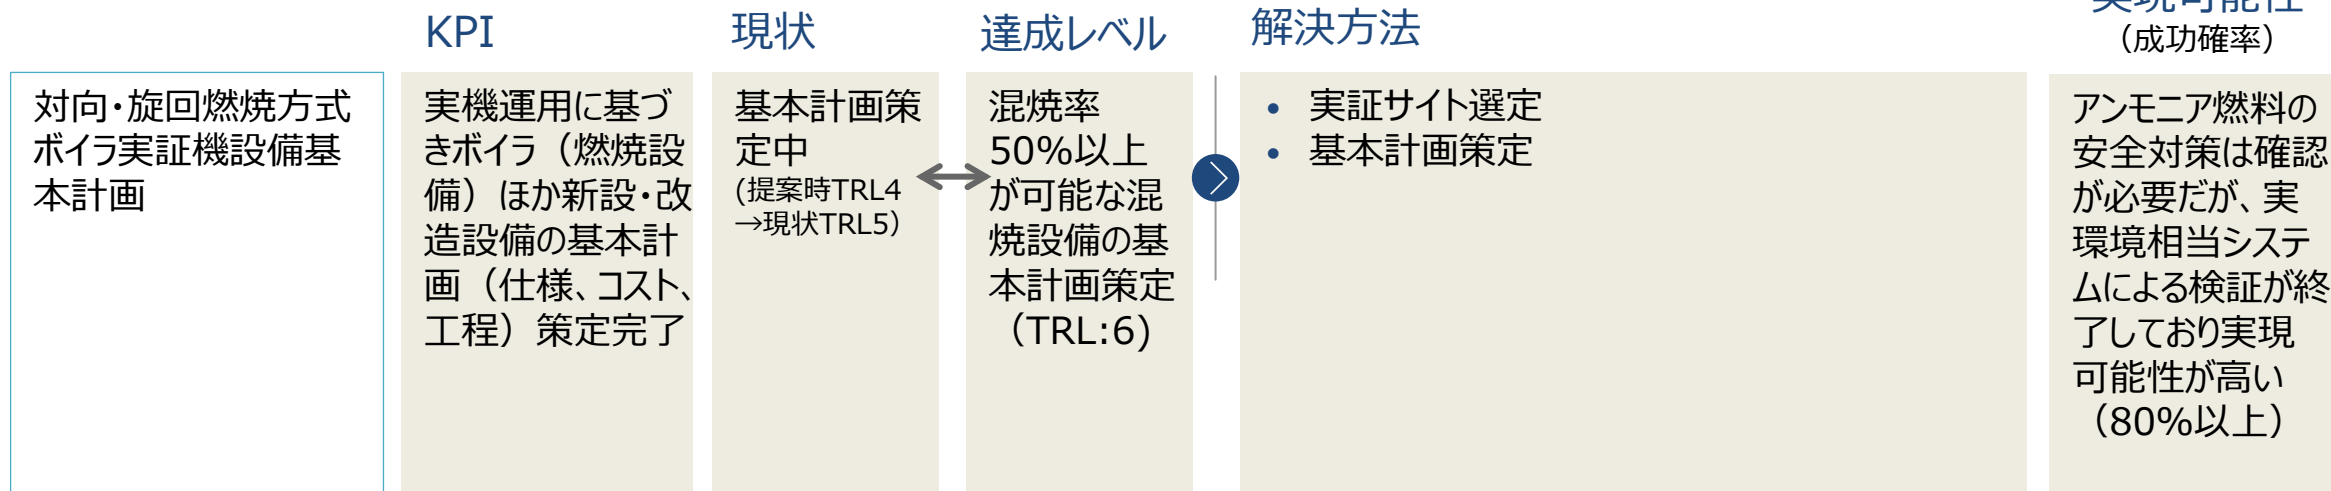 KPI
現状
達成レベル
解決方法
実現可能性
（成功確率）
対向・旋回燃焼方式
ボイラ実証機設備基
本計画
実機運用に基づ
きボイラ（燃焼設
備）ほか新設・改
造設備の基本計
画（仕様、コスト、
工程）策定完了
基本計画策
定中
(提案時TRL4
→現状TRL5）
混焼率
50%以上
が可能な混
焼設備の基
本計画策定
（TRL:6)
• 実証サイト選定
• 基本計画策定
アンモニア燃料の
安全対策は確認
が必要だが、実
環境相当システ
ムによる検証が終
了しており実現
可能性が高い
（80%以上）